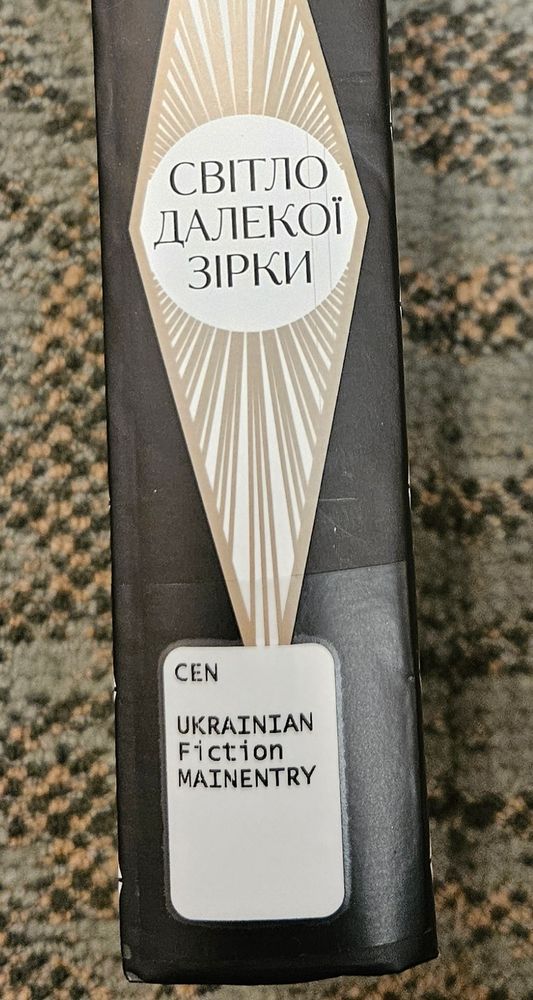 СВІТЛО
ДАЛЕКОЇ
ЗІРКИ
CEN
UKRAINIAN
Fiction
MAINENTRY